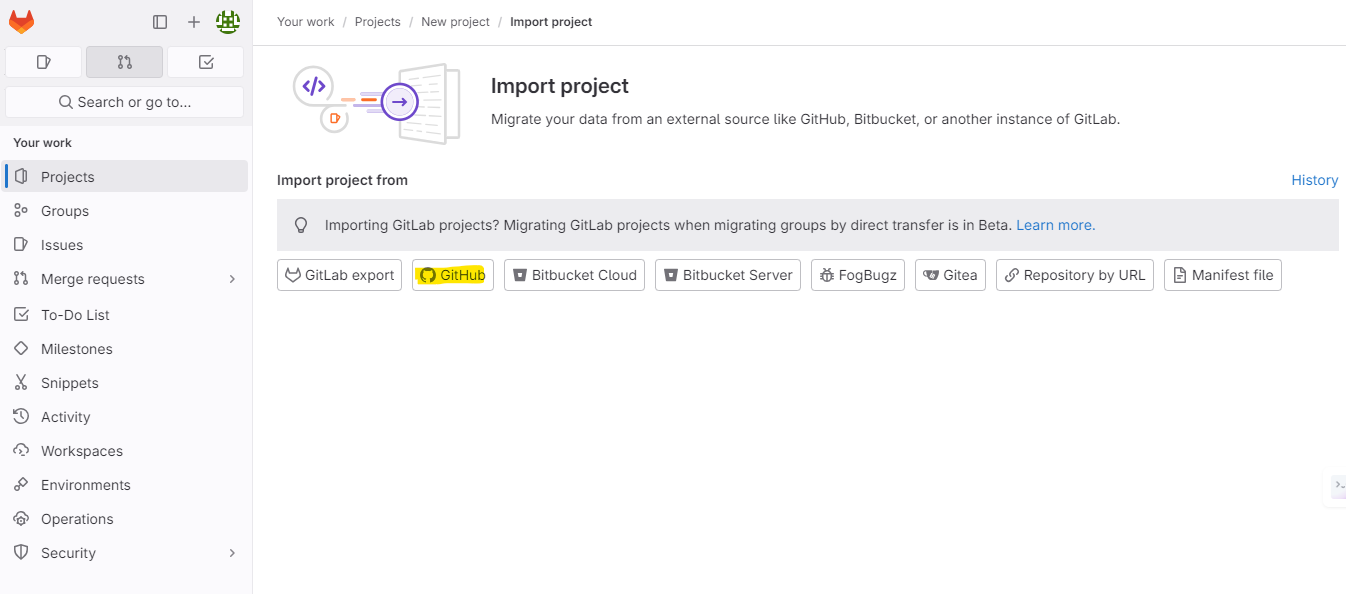 Your work / Projects / New project / Import project
Search or go to...
Your work
Projects
Groups
Issues
Merge requests
To-Do List
Milestones
Snippets
Activity
Workspaces
Environments
Operations
Security
Import project
Migrate your data from an external source like GitHub, Bitbucket, or another instance of GitLab.
Import project from
History
Importing GitLab projects? Migrating GitLab projects when migrating groups by direct transfer is in Beta. Learn more.
GitLab export GitHub Bitbucket Cloud Bitbucket Server FogBugz Gitea Repository by URL Manifest file